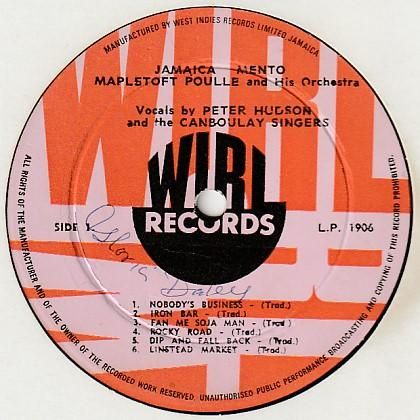 MANUFACTURED BY WEST INDIES RECORDS LIMITED JAMAICA.
WIRL
JAMAICA MENTO
MAPLETOFT POULLE and His Orchestra
Vocals by PETER HUDSON
and the CANBOULAY SINGERS
WIRL
RECORDS
SIDE 1.
L.P. 1906
1. NOBODY'S BUSINESS - (Trad.)
2. IRON BAR - (Trad.)
3. FAN ME SOJA MAN - (Trad.)
4. ROCKY ROAD - (Trad.)
5. DIP AND FALL BACK - (Trad.)
6. LINSTEAD MARKET - (Trad.)
ALL RIGHTS OF THE MANUFACTURER AND OF THE OWNER OF THE RECORDED WORK RESERVED. UNAUTHORISED PUBLIC PERFORMANCE BROADCASTING AND COPYING OF THIS RECORD PROHIBITED.